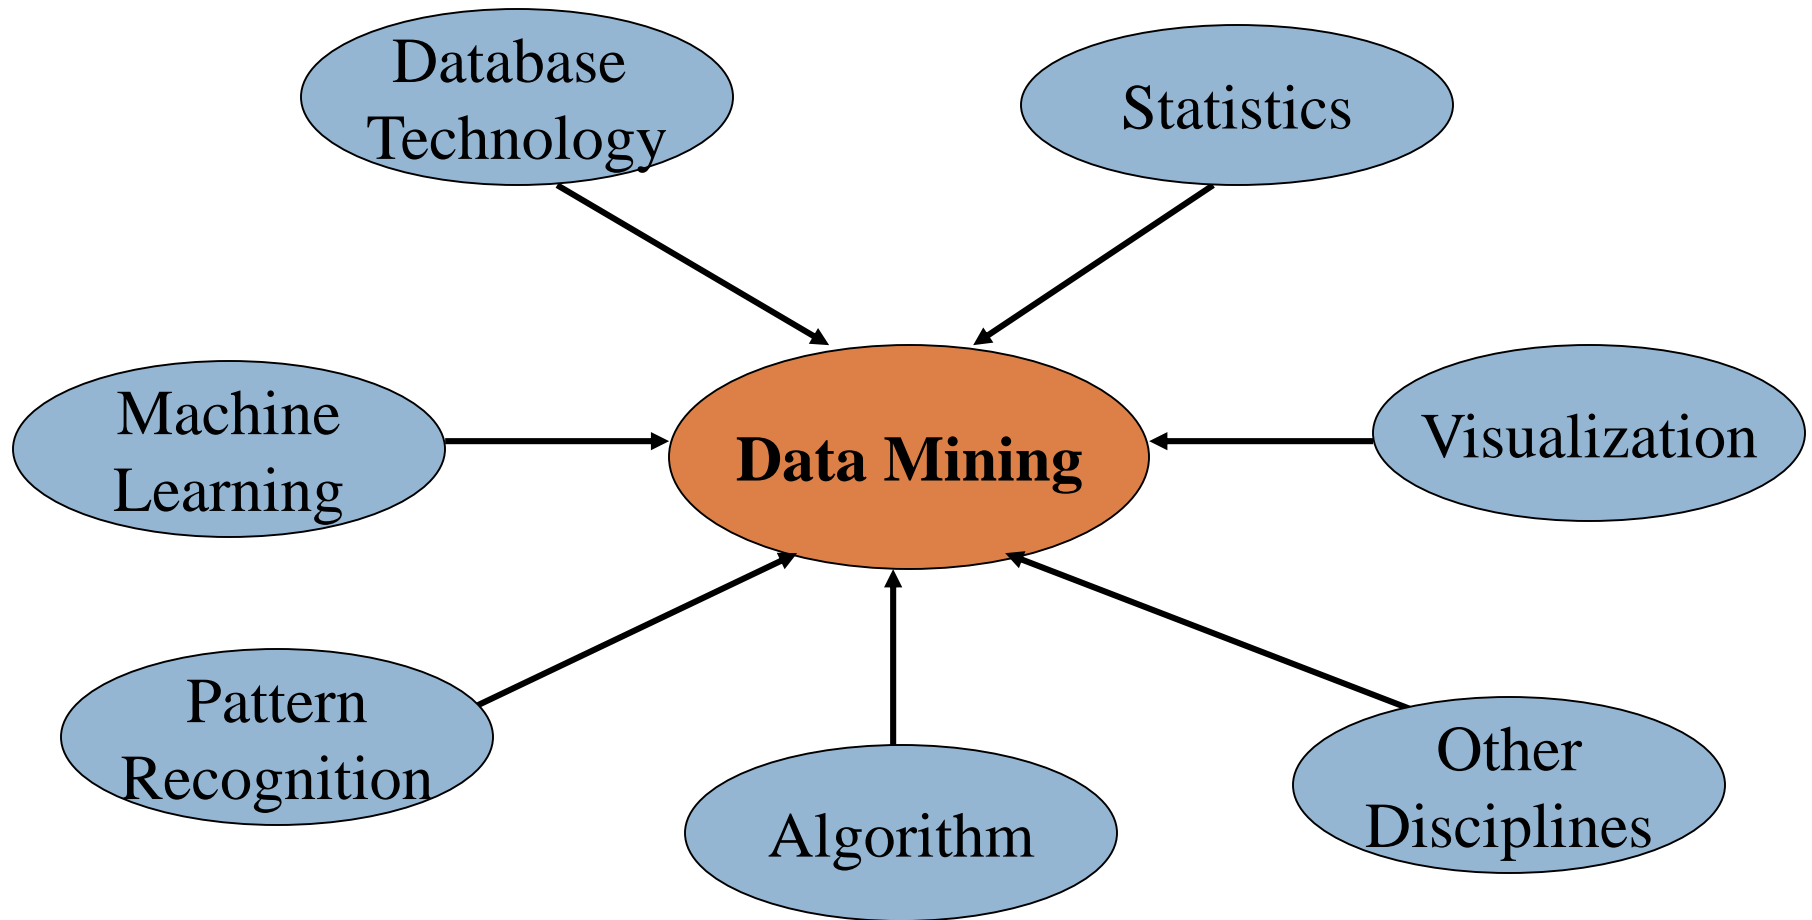 Database
Technology
Statistics
Machine
Learning
Data Mining
Visualization
Pattern
Recognition
Algorithm
Other
Disciplines